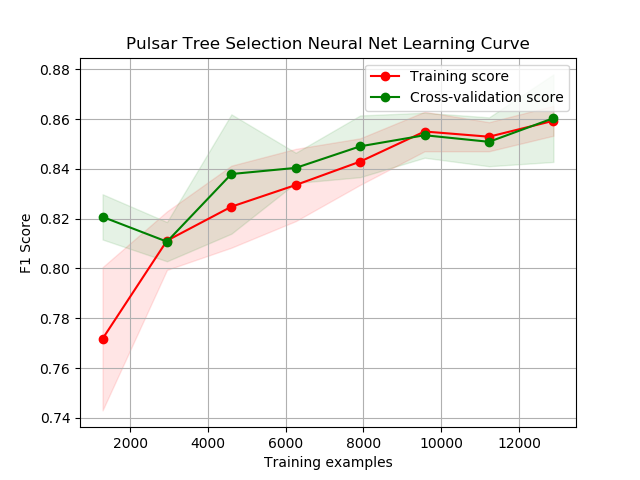 Pulsar Tree Selection Neural Net Learning Curve
Training score
Cross-validation score
F1 Score
0.88
0.86
0.84
0.82
0.80
0.78
0.76
0.74
2000 4000 6000 8000 10000 12000
Training examples